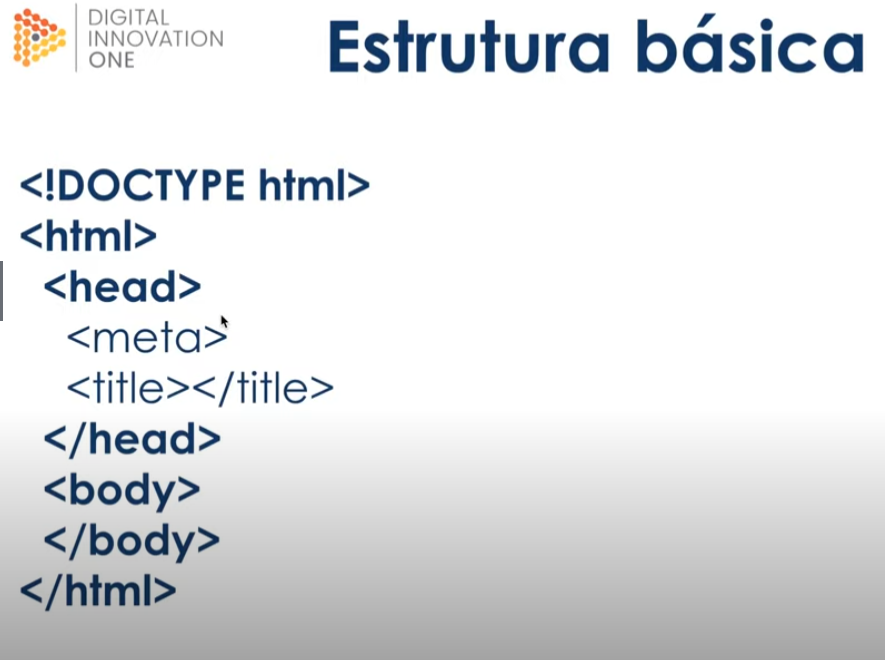 DIGITAL
INNOVATION
ONE
Estrutura básica
<!DOCTYPE html>
<html>
<head>
<meta>
<title></title>
</head>
<body>
</body>
</html>